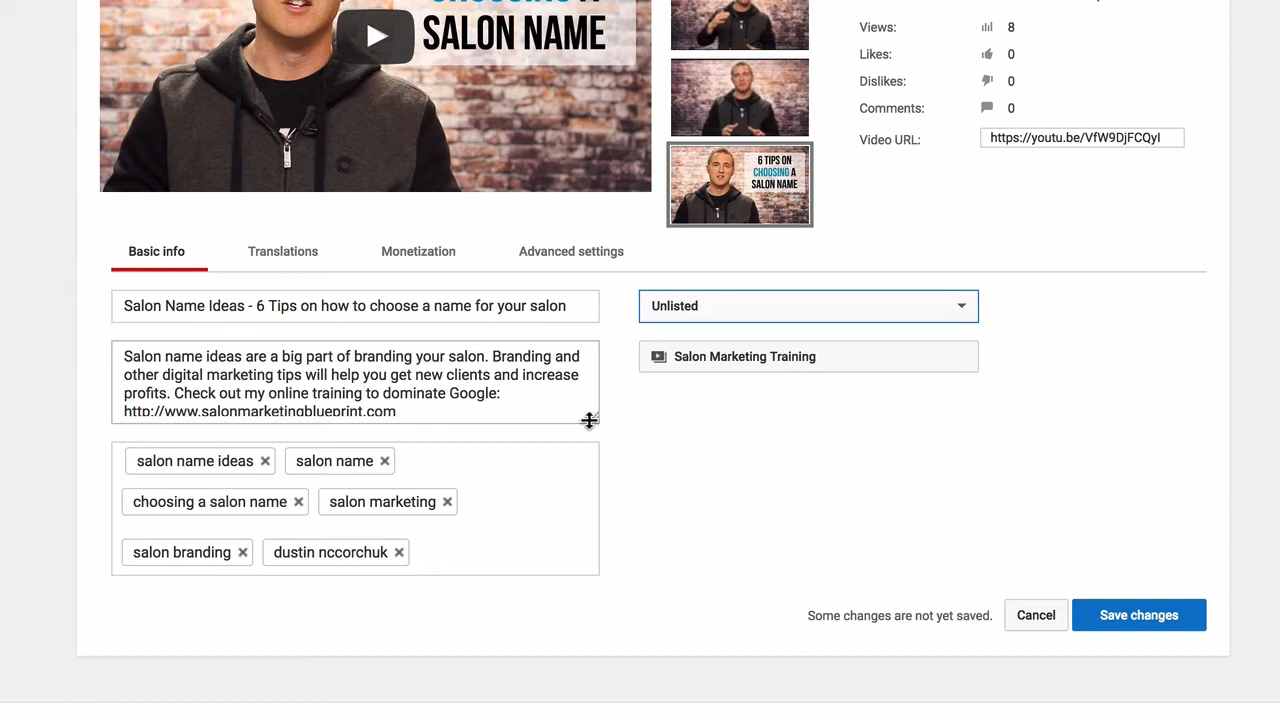 SALON NAME
6 TIPS ON
CHOOSING A
SALON NAME
Views: 8
Likes: 0
Dislikes: 0
Comments: 0
Video URL: https://youtu.be/VfW9DjFCQyI
Basic info Translations Monetization Advanced settings
Salon Name Ideas - 6 Tips on how to choose a name for your salon
Unlisted
Salon name ideas are a big part of branding your salon. Branding and
other digital marketing tips will help you get new clients and increase
profits. Check out my online training to dominate Google:
http://www.salonmarketingblueprint.com
Salon Marketing Training
salon name ideas salon name
choosing a salon name salon marketing
salon branding dustin nccorchuk
Some changes are not yet saved. Cancel Save changes